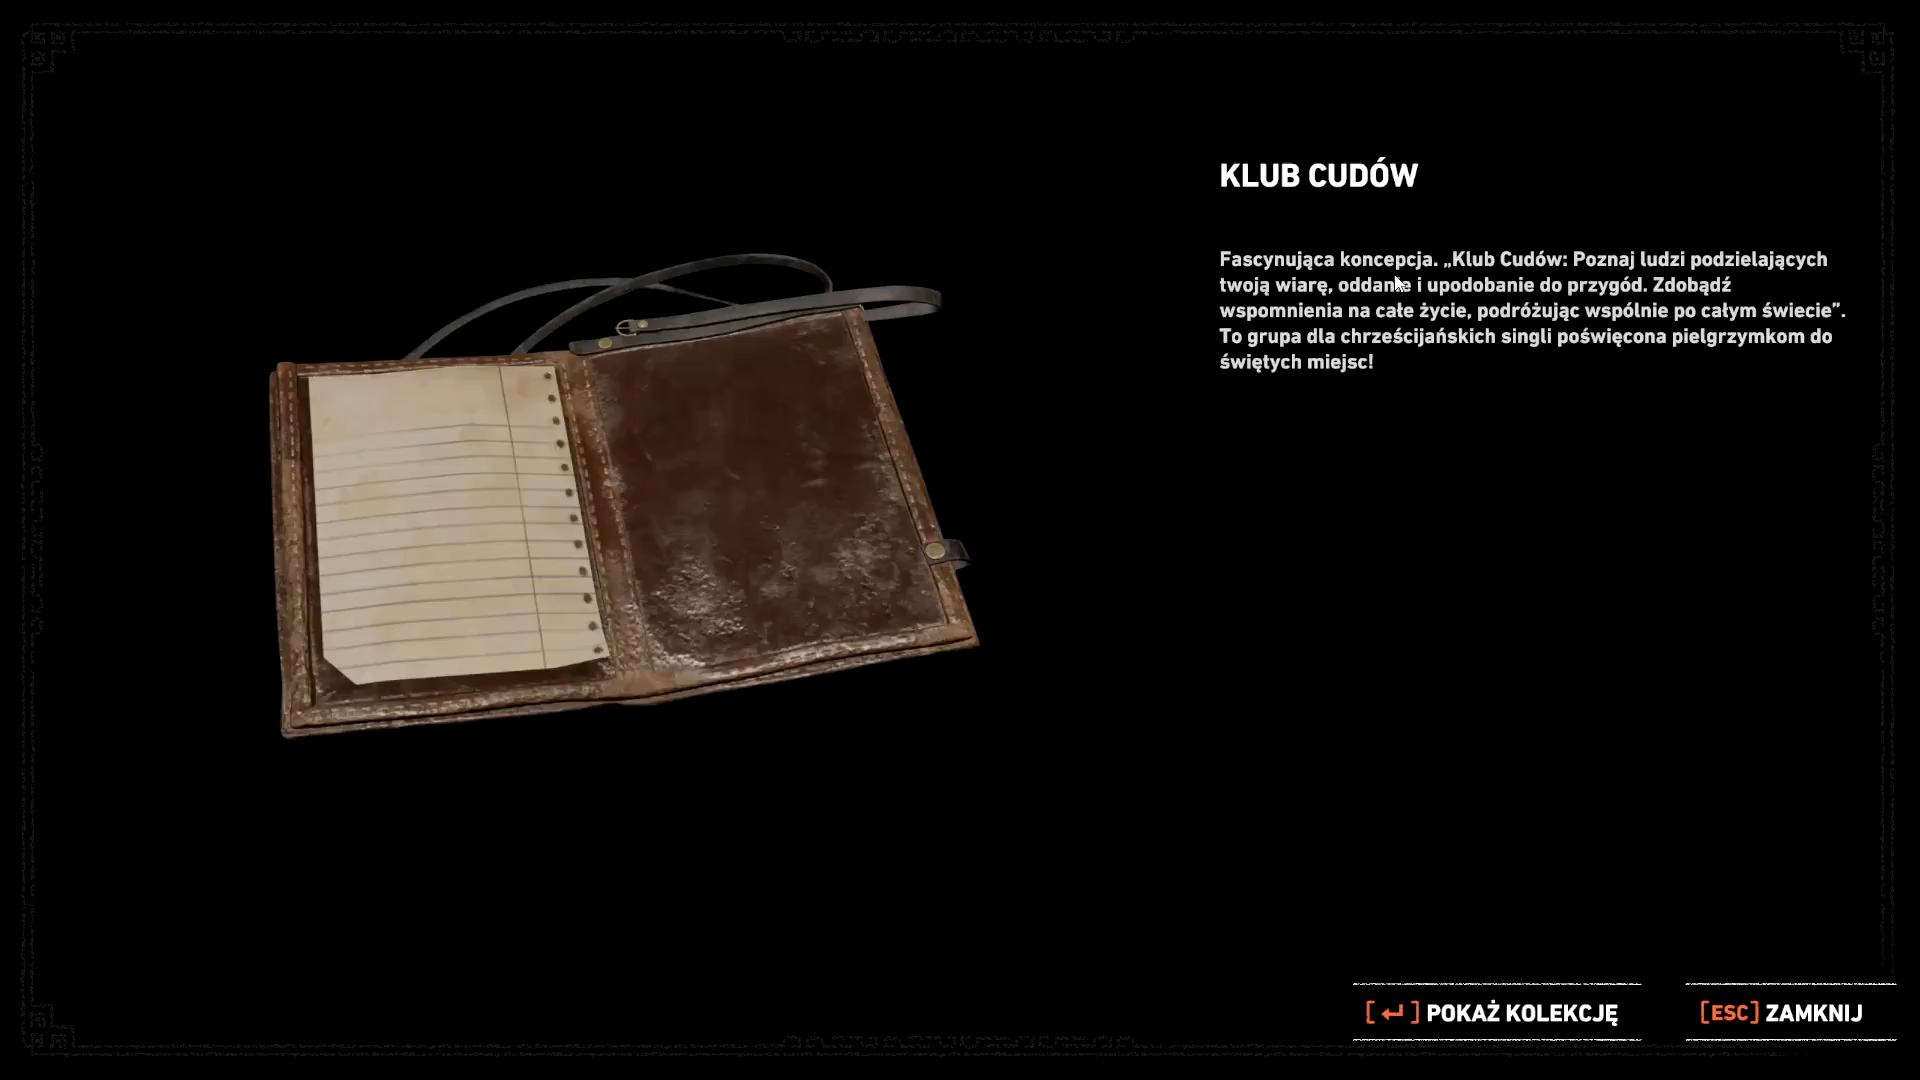 KLUB CUDÓW
Fascynująca koncepcja. „Klub Cudów: Poznaj ludzi podzielających
twoją wiarę, oddanie i upodobanie do przygód. Zdobądź
wspomnienia na całe życie, podróżując wspólnie po całym świecie”.
To grupa dla chrześcijańskich singli poświęcona pielgrzymkom do
świętych miejsc!
[↵] POKAŻ KOLEKCJĘ
[ESC] ZAMKNIJ